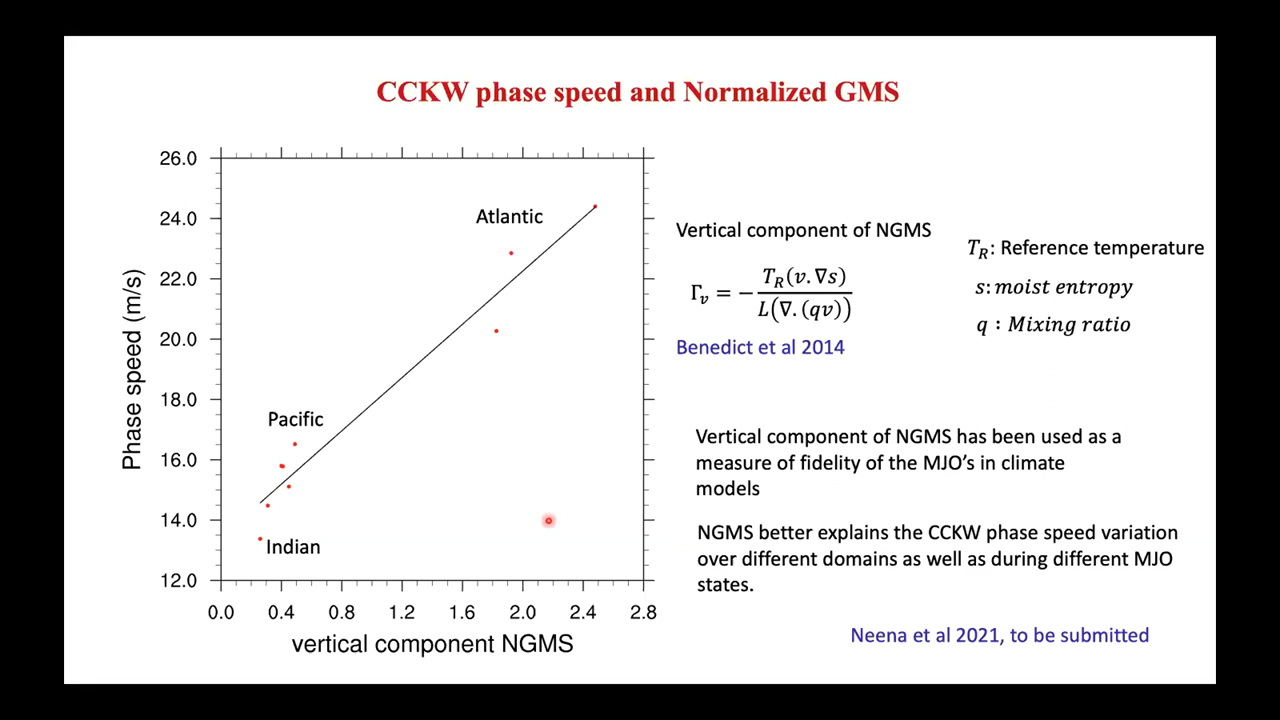 CCKW phase speed and Normalized GMS
26.0
24.0
22.0
20.0
18.0
16.0
14.0
12.0
Phase speed (m/s)
Atlantic
Pacific
Indian
0.0 0.4 0.8 1.2 1.6 2.0 2.4 2.8
vertical component NGMS
Vertical component of NGMS
Γᵥ = − T_R(v.∇s) / L(∇.(qv))
Benedict et al 2014
T_R: Reference temperature
s: moist entropy
q : Mixing ratio
Vertical component of NGMS has been used as a
measure of fidelity of the MJO's in climate
models
NGMS better explains the CCKW phase speed variation
over different domains as well as during different MJO
states.
Neena et al 2021, to be submitted